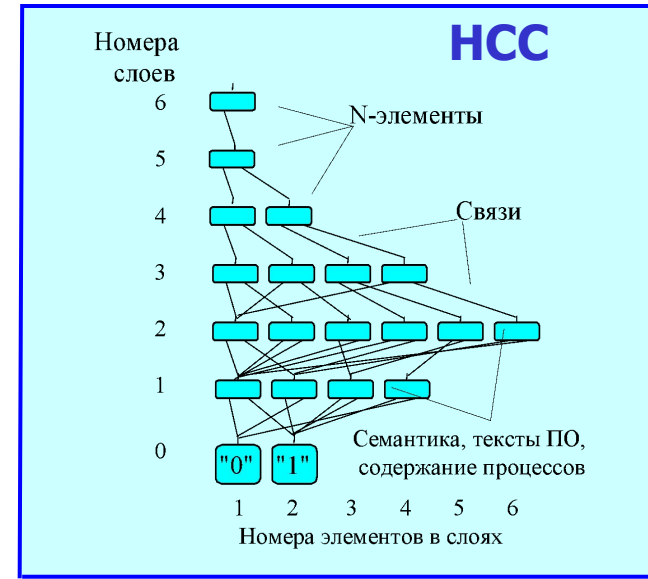 НСС
Номера
слоев
6
N-элементы
5
4
Связи
3
2
1
Семантика, тексты ПО,
содержание процессов
0
"0" "1"
1 2 3 4 5 6
Номера элементов в слоях